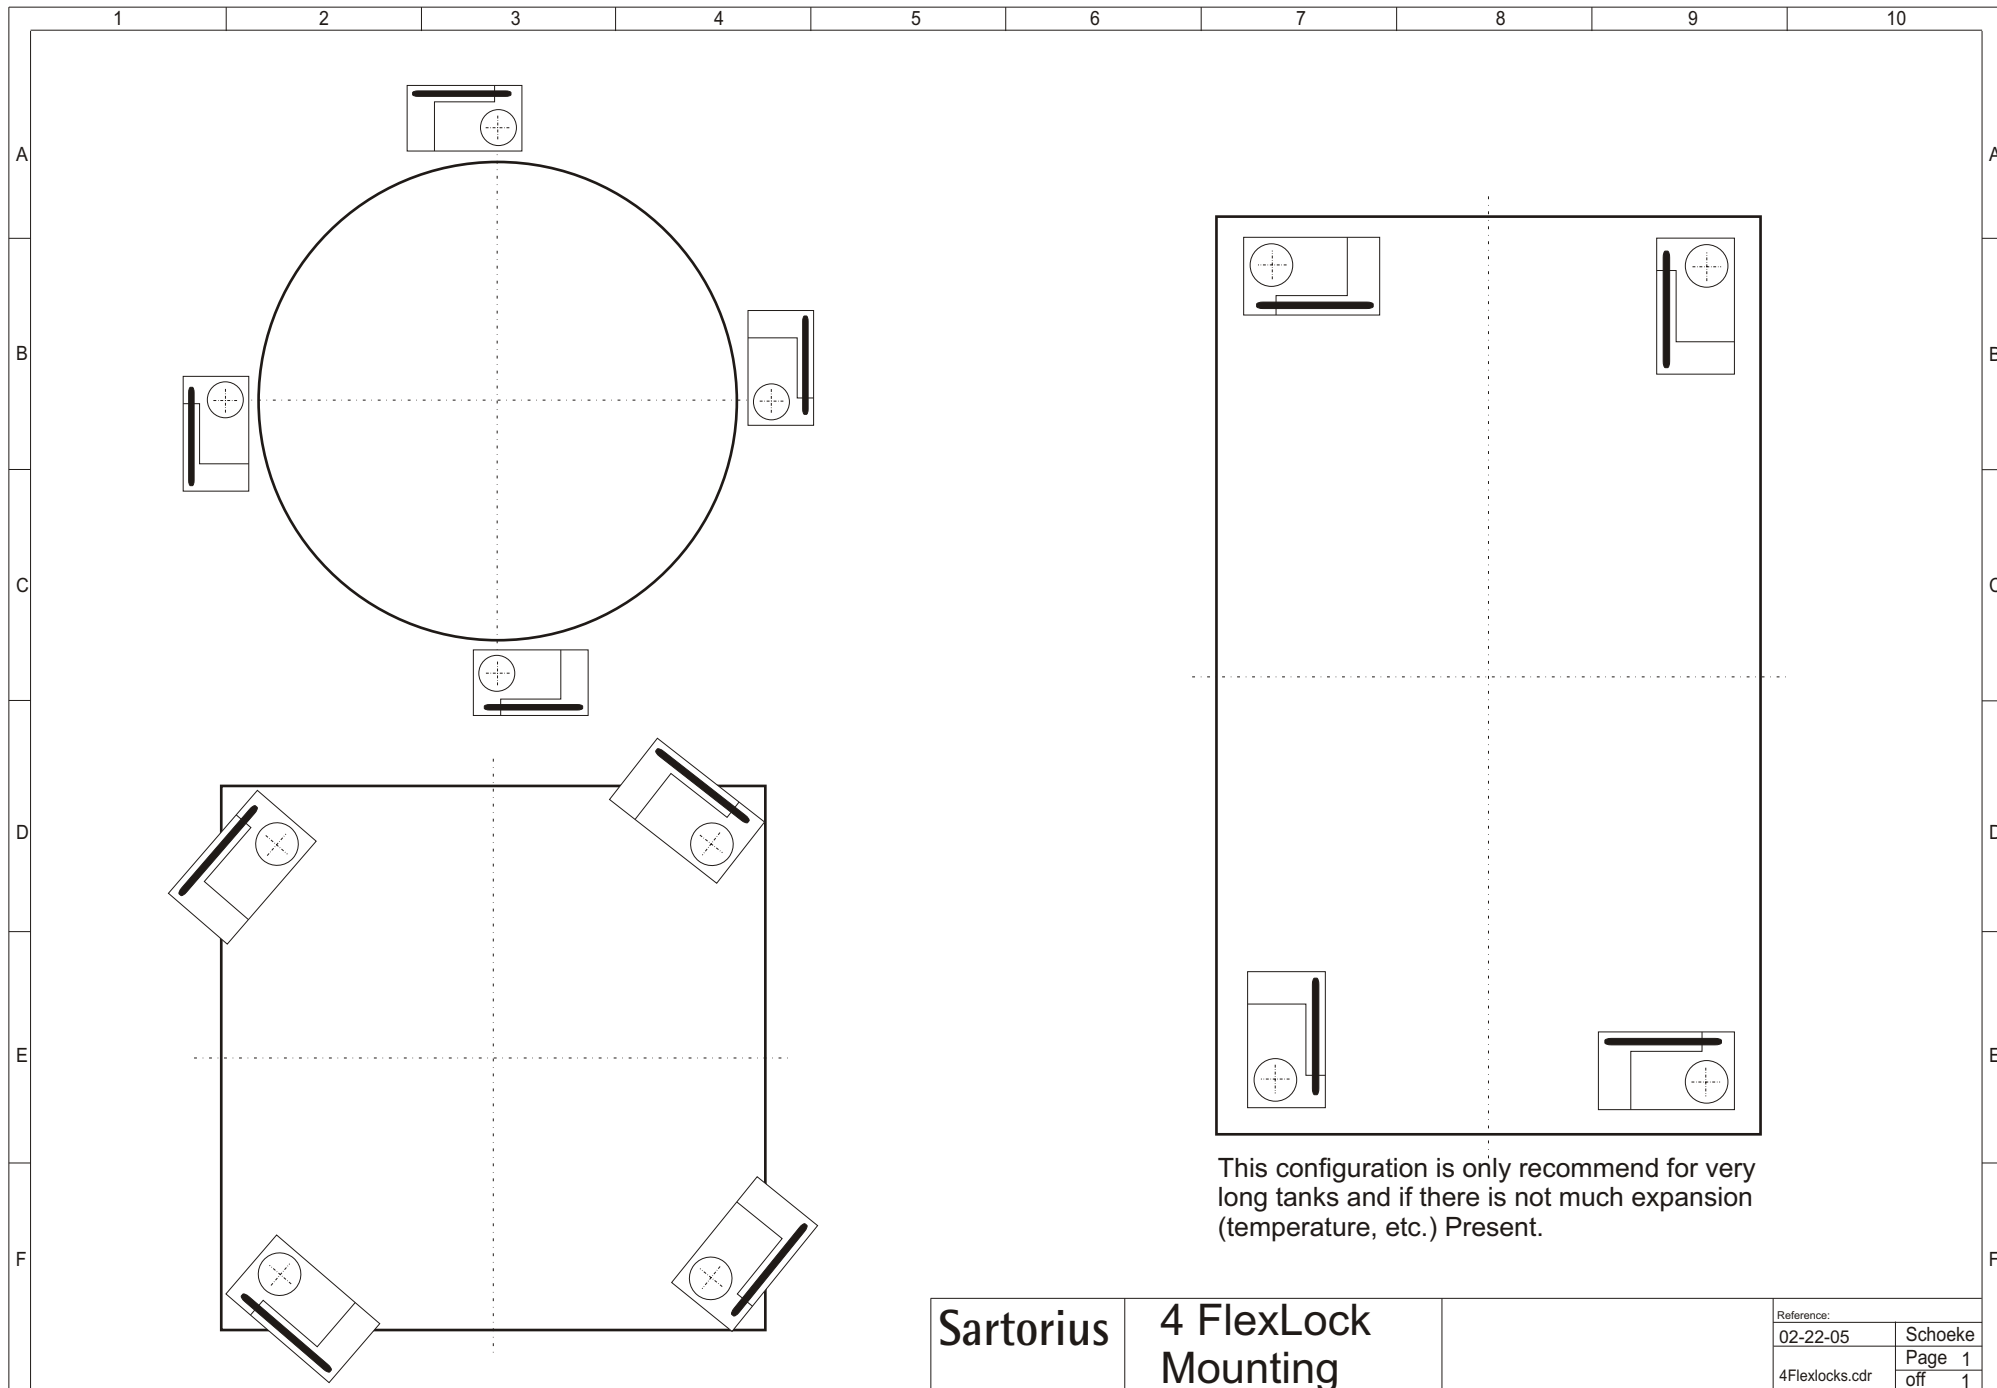 1 2 3 4 5 6 7 8 9 10
A A
B B
C C
D D
E E
F F
This configuration is only recommend for very
long tanks and if there is not much expansion
(temperature, etc.) Present.
Sartorius
4 FlexLock
Mounting
Reference:
02-22-05 Schoeke
4Flexlocks.cdr
Page 1
off 1